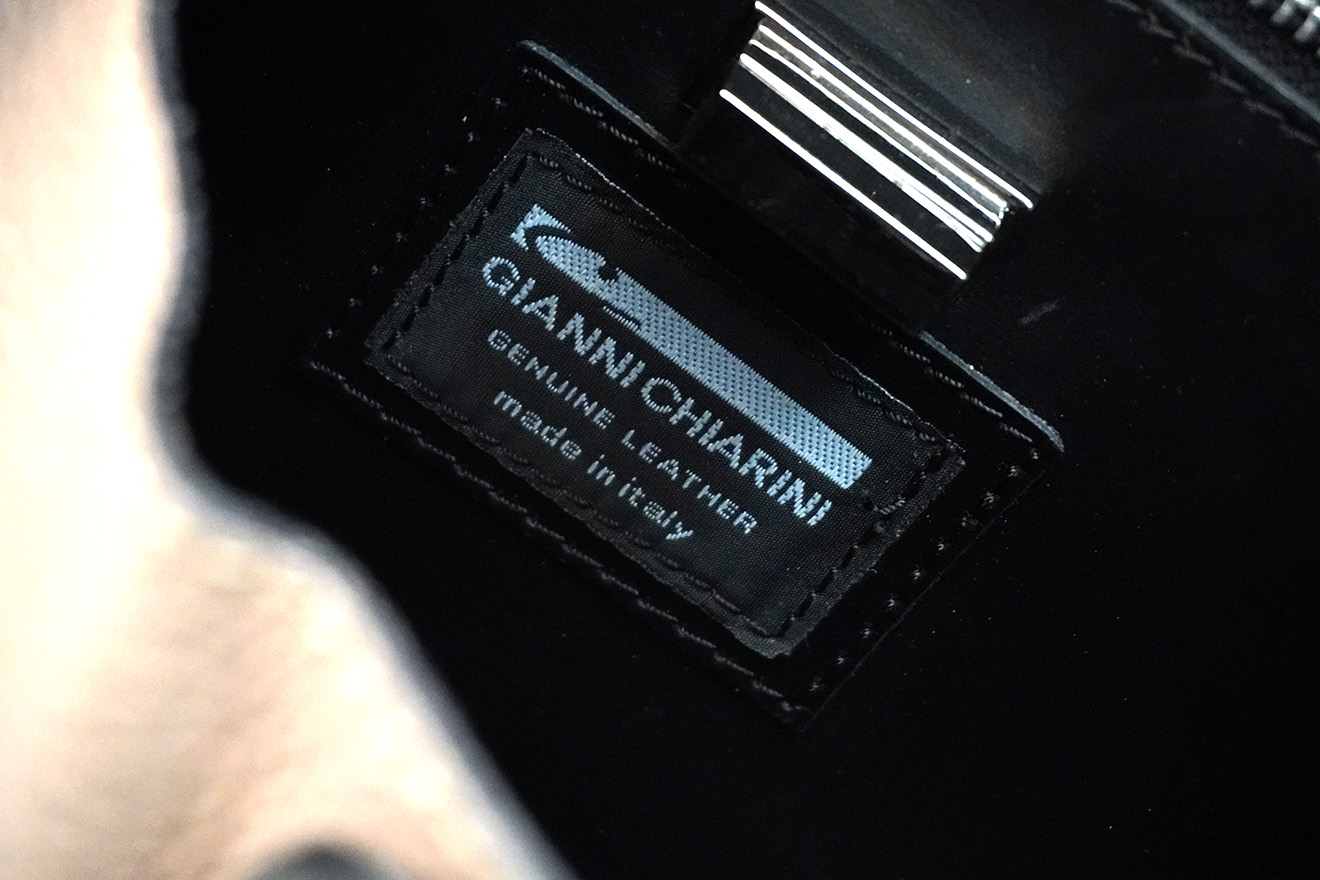 GIANNI CHIARINI
GENUINE LEATHER
made in italy